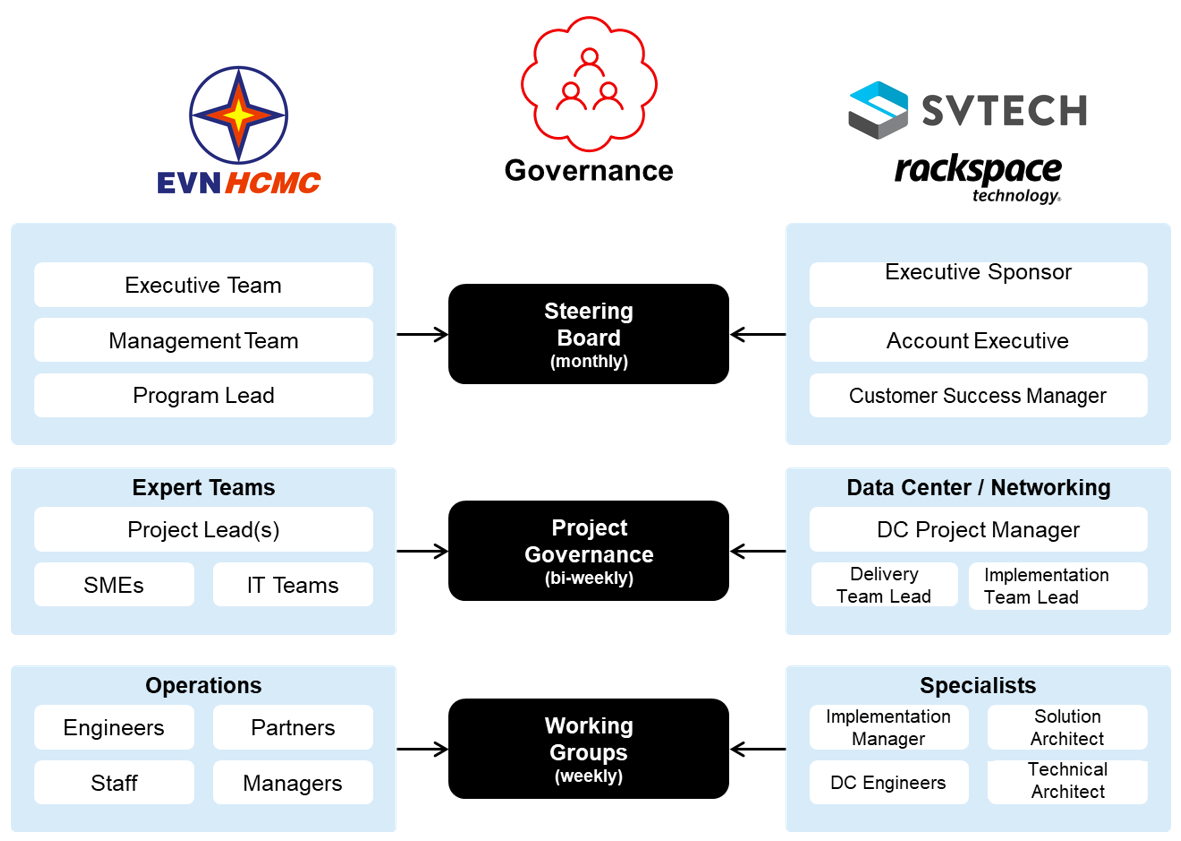 EVN HCMC
Governance
SVTECH
rackspace
technology.
Executive Team
Management Team
Program Lead
Steering
Board
(monthly)
Executive Sponsor
Account Executive
Customer Success Manager
Expert Teams
Project Lead(s)
SMEs
IT Teams
Project
Governance
(bi-weekly)
Data Center / Networking
DC Project Manager
Delivery
Team Lead
Implementation
Team Lead
Operations
Engineers
Partners
Staff
Managers
Working
Groups
(weekly)
Specialists
Implementation
Manager
Solution
Architect
DC Engineers
Technical
Architect